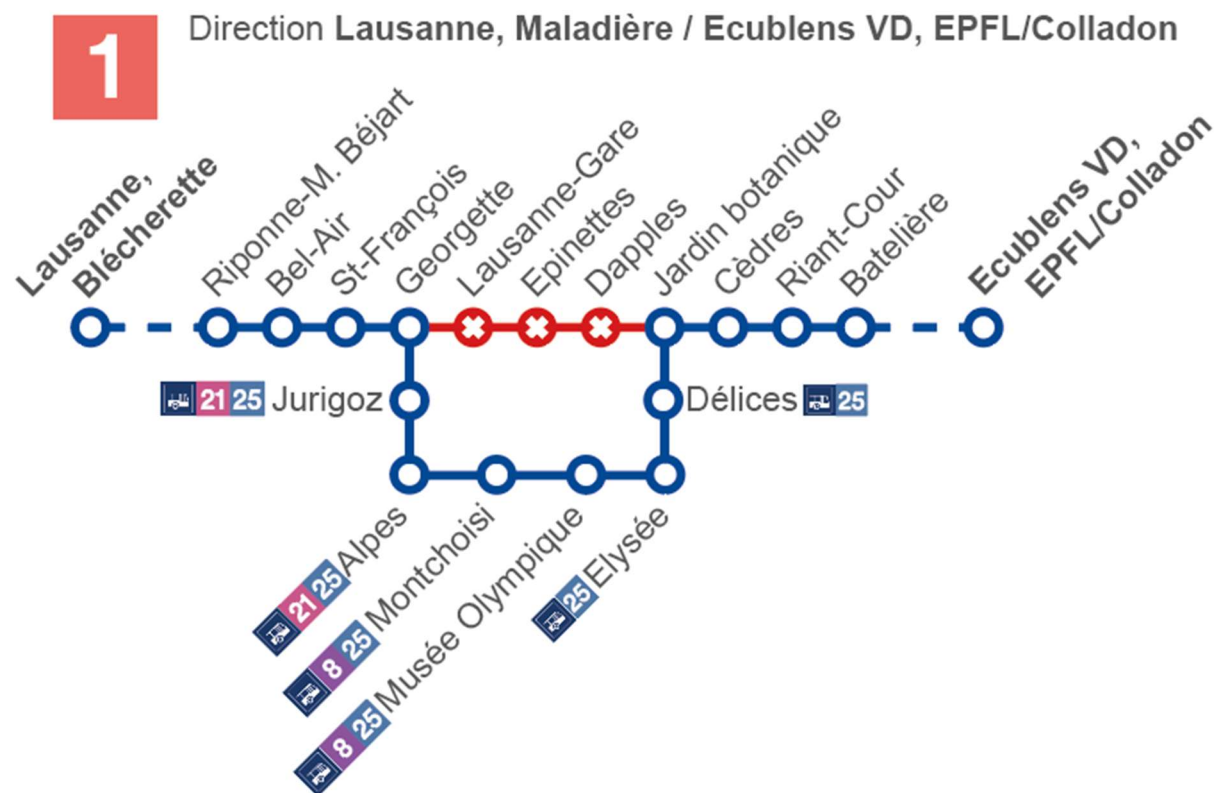 1
Direction Lausanne, Maladière / Ecublens VD, EPFL/Colladon
Lausanne,
Blécherette
Riponne-M. Béjart
Bel-Air
St-François
Georgette
Lausanne-Gare
Epinettes
Dapples
Jardin botanique
Cèdres
Riant-Cour
Batelière
Ecublens VD,
EPFL/Colladon
21 25 Jurigoz
Délices 25
21 25 Alpes
8 25 Montchoisi
8 25 Musée Olympique
25 Elysée